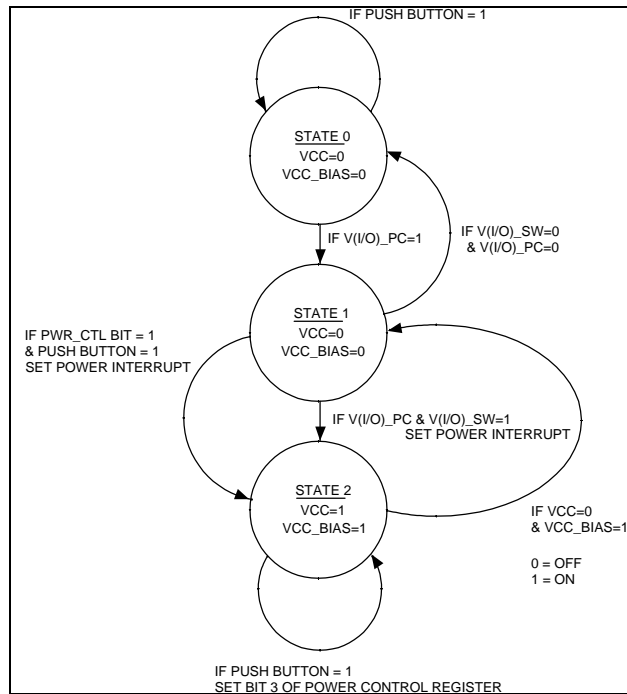 IF PUSH BUTTON = 1
STATE 0
VCC=0
VCC_BIAS=0
IF V(I/O)_PC=1
IF V(I/O)_SW=0
& V(I/O)_PC=0
STATE 1
VCC=0
VCC_BIAS=0
IF PWR_CTL BIT = 1
& PUSH BUTTON = 1
SET POWER INTERRUPT
IF V(I/O)_PC & V(I/O)_SW=1
SET POWER INTERRUPT
STATE 2
VCC=1
VCC_BIAS=1
IF VCC=0
& VCC_BIAS=1
0 = OFF
1 = ON
IF PUSH BUTTON = 1
SET BIT 3 OF POWER CONTROL REGISTER